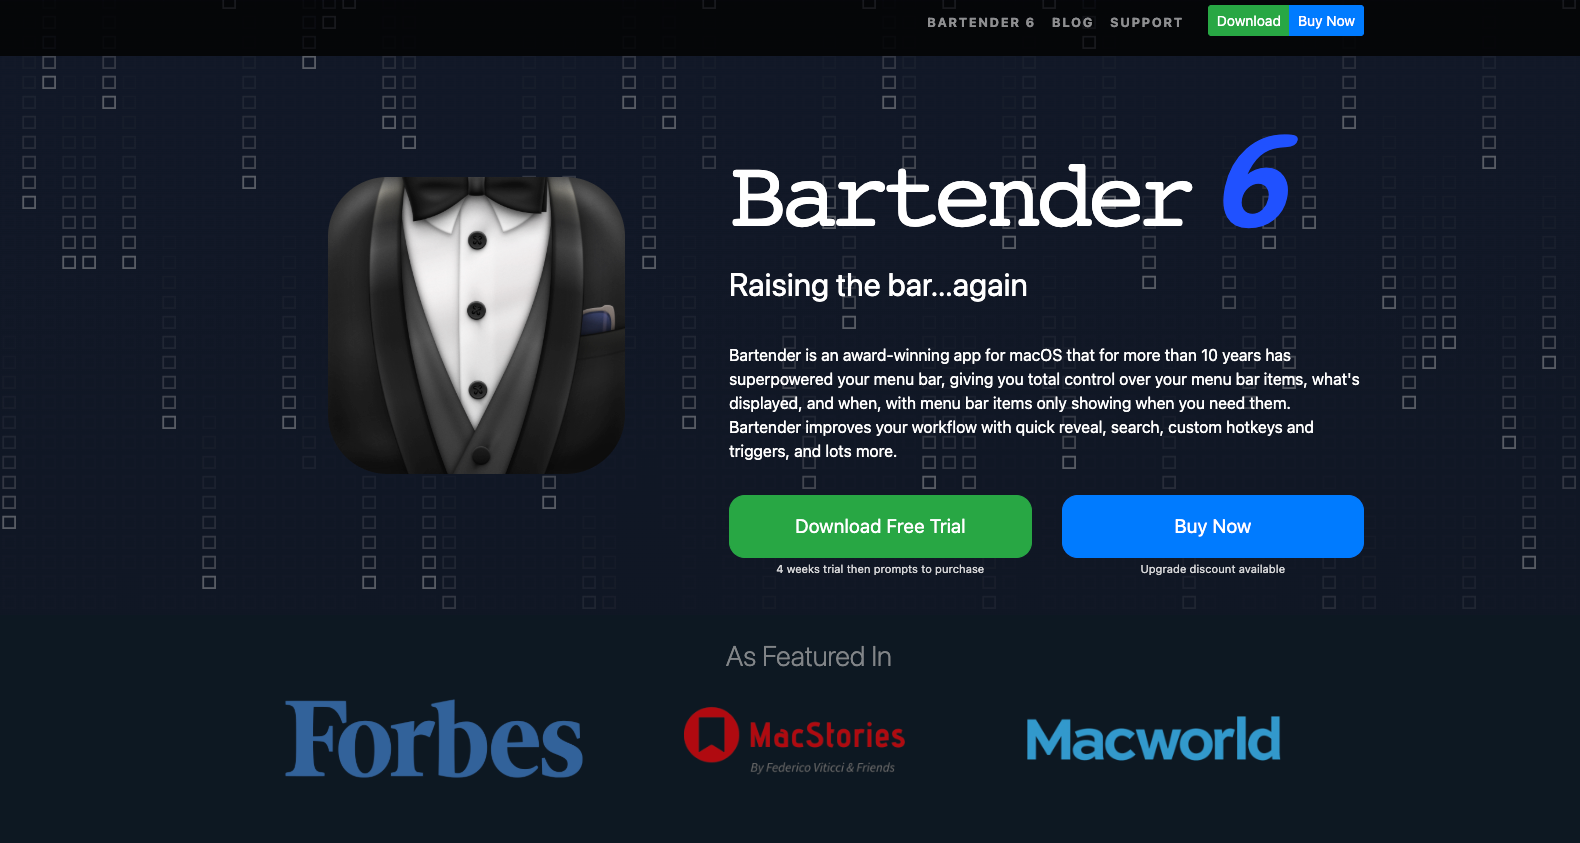 BARTENDER 6 BLOG SUPPORT Download Buy Now
Bartender 6
Raising the bar...again
Bartender is an award-winning app for macOS that for more than 10 years has
superpowered your menu bar, giving you total control over your menu bar items, what's
displayed, and when, with menu bar items only showing when you need them.
Bartender improves your workflow with quick reveal, search, custom hotkeys and
triggers, and lots more.
Download Free Trial Buy Now
4 weeks trial then prompts to purchase Upgrade discount available
As Featured In
Forbes MacStories Macworld
By Federico Viticci & Friends